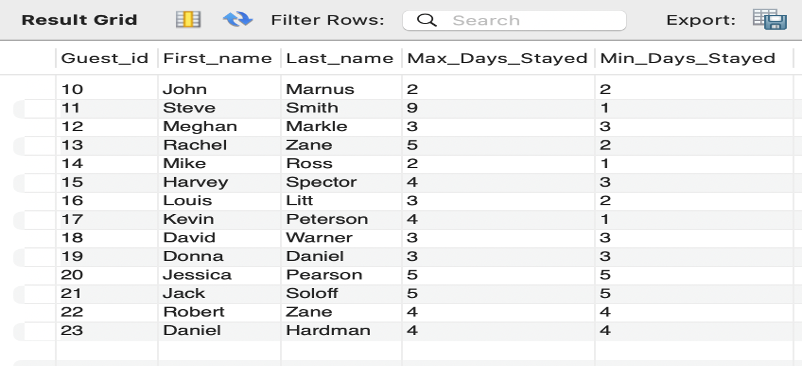 Result Grid Filter Rows: Search Export:
Guest_id First_name Last_name Max_Days_Stayed Min_Days_Stayed
10 John Marnus 2 2
11 Steve Smith 9 1
12 Meghan Markle 3 3
13 Rachel Zane 5 2
14 Mike Ross 2 1
15 Harvey Spector 4 3
16 Louis Litt 3 2
17 Kevin Peterson 4 1
18 David Warner 3 3
19 Donna Daniel 3 3
20 Jessica Pearson 5 5
21 Jack Soloff 5 5
22 Robert Zane 4 4
23 Daniel Hardman 4 4